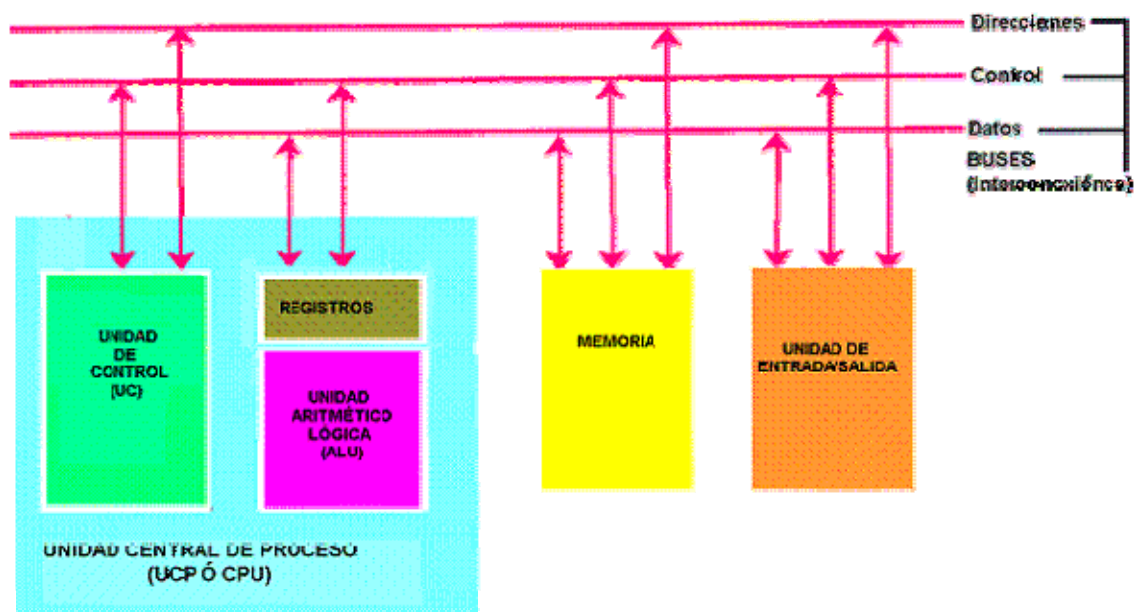 Direcciones
Control
Datos
BUSES
UNIDAD
DE
CONTROL
(UC)
REGISTROS
UNIDAD
ARITMÉTICO
LÓGICA
(ALU)
MEMORIA
UNIDAD DE
ENTRADA/SALIDA
UNIDAD CENTRAL DE PROCESO
(UCP Ó CPU)